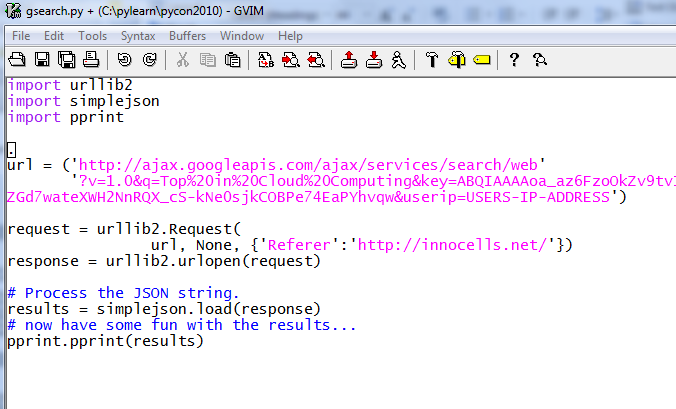 gsearch.py + (C:\pylearn\pycon2010) - GVIM
File Edit Tools Syntax Buffers Window Help
import urllib2
import simplejson
import pprint
.
url = ('http://ajax.googleapis.com/ajax/services/search/web'
'?v=1.0&q=Top%20in%20Cloud%20Computing&key=ABQIAAAAoa_az6FzoOkZv9tv1
ZGd7wateXWH2NnRQX_cS-kNe0sjkCOBPe74EaPYhvqw&userip=USERS-IP-ADDRESS')
request = urllib2.Request(
url, None, {'Referer':'http://innocells.net/'})
response = urllib2.urlopen(request)
# Process the JSON string.
results = simplejson.load(response)
# now have some fun with the results...
pprint.pprint(results)